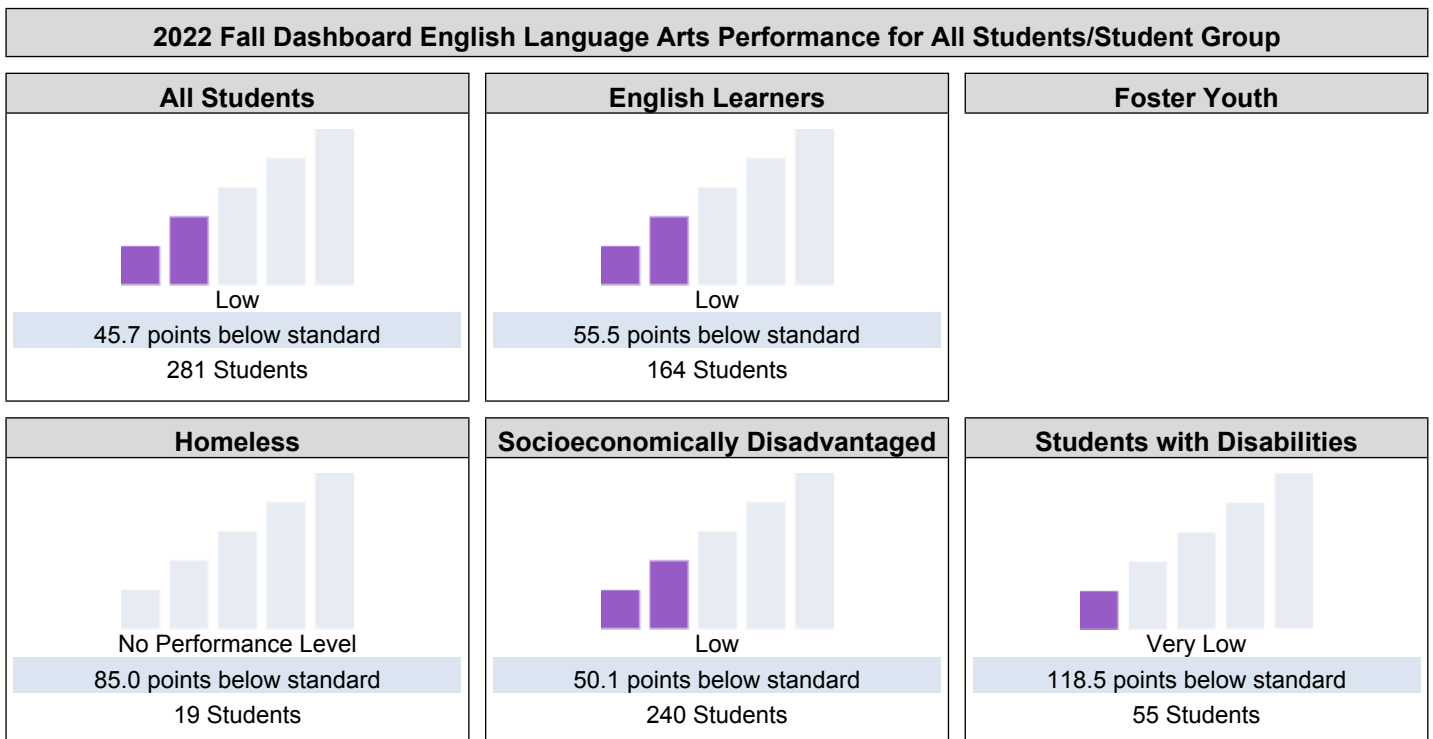 2022 Fall Dashboard English Language Arts Performance for All Students/Student Group
All Students
Low
45.7 points below standard
281 Students
English Learners
Low
55.5 points below standard
164 Students
Foster Youth
Homeless
No Performance Level
85.0 points below standard
19 Students
Socioeconomically Disadvantaged
Low
50.1 points below standard
240 Students
Students with Disabilities
Very Low
118.5 points below standard
55 Students